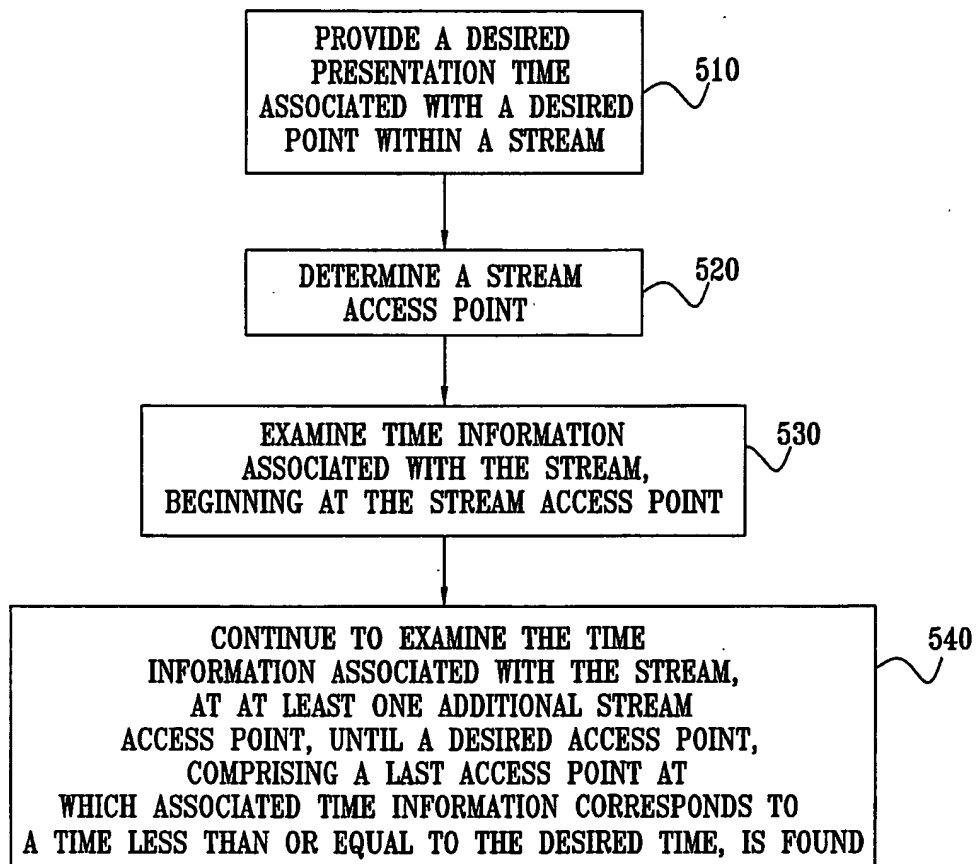 PROVIDE A DESIRED
PRESENTATION TIME
ASSOCIATED WITH A DESIRED
POINT WITHIN A STREAM
510
DETERMINE A STREAM
ACCESS POINT
520
EXAMINE TIME INFORMATION
ASSOCIATED WITH THE STREAM,
BEGINNING AT THE STREAM ACCESS POINT
530
CONTINUE TO EXAMINE THE TIME
INFORMATION ASSOCIATED WITH THE STREAM,
AT AT LEAST ONE ADDITIONAL STREAM
ACCESS POINT, UNTIL A DESIRED ACCESS POINT,
COMPRISING A LAST ACCESS POINT AT
WHICH ASSOCIATED TIME INFORMATION CORRESPONDS TO
A TIME LESS THAN OR EQUAL TO THE DESIRED TIME, IS FOUND
540